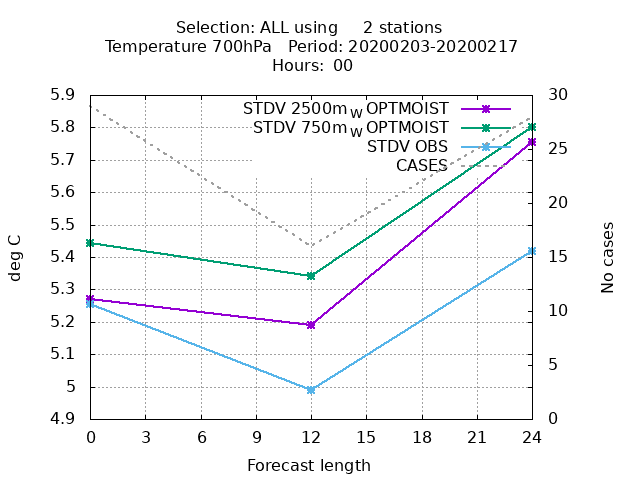 Selection: ALL using     2 stations
Temperature 700hPa   Period: 20200203-20200217
Hours:  00
5.9
5.8
5.7
5.6
5.5
5.4
5.3
5.2
5.1
5
4.9
deg C
STDV 2500m_W OPTMOIST
STDV 750m_W OPTMOIST
STDV OBS
CASES
30
25
20
15
10
5
0
No cases
0 3 6 9 12 15 18 21 24
Forecast length